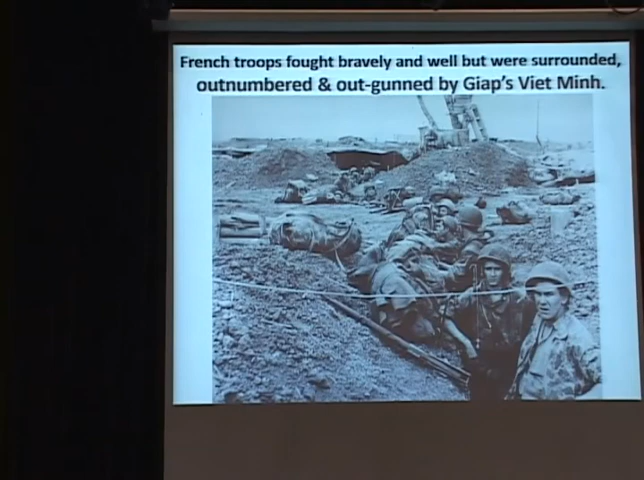 French troops fought bravely and well but were surrounded,
outnumbered & out-gunned by Giap's Viet Minh.